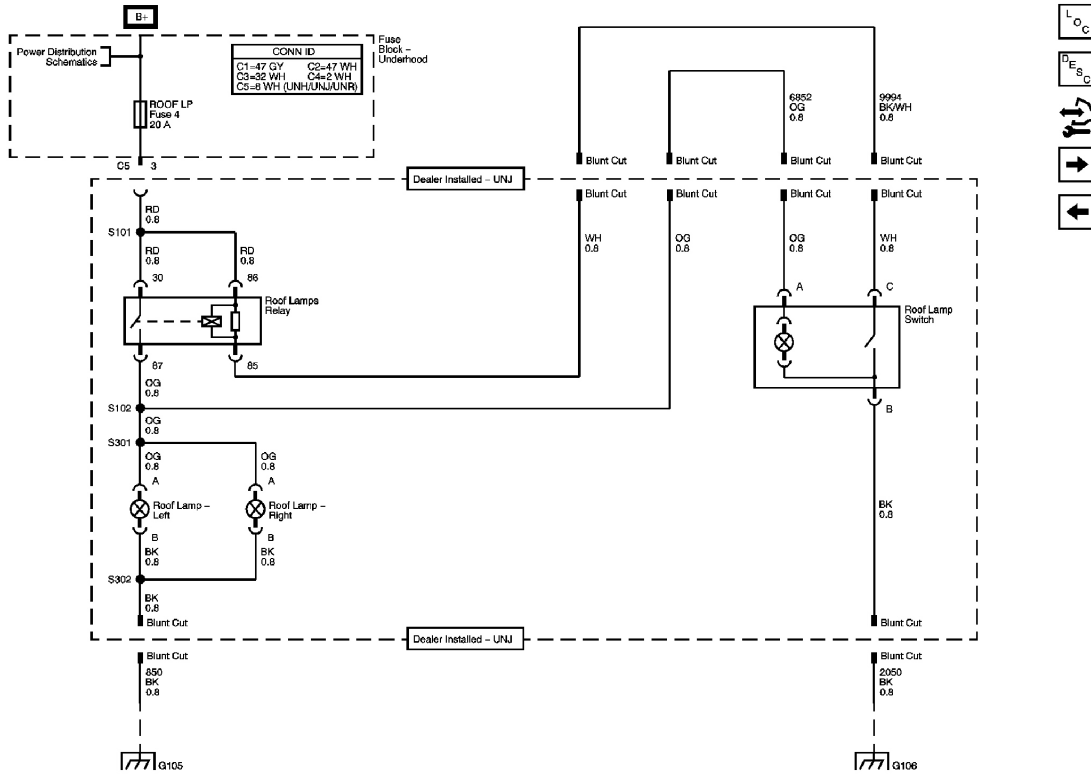 B+
Fuse
Block –
Underhood
Power Distribution
Schematics
CONN ID
C1=47 GY C2=47 WH
C3=32 WH C4=2 WH
C5=8 WH (UNH/UNJ/UNR)
ROOF LP
Fuse 4
20 A
C5 3
6852
OG
0.8
9994
BK/WH
0.8
Blunt Cut
Blunt Cut
Blunt Cut
Blunt Cut
Dealer Installed – UNJ
Blunt Cut
Blunt Cut
Blunt Cut
Blunt Cut
RD
0.8
S101
RD
0.8
RD
0.8
WH
0.8
OG
0.8
OG
0.8
WH
0.8
30
86
A
C
Roof Lamps
Relay
Roof Lamp
Switch
87
85
OG
0.8
S102
B
OG
0.8
S301
OG
0.8
OG
0.8
A
A
Roof Lamp –
Left
Roof Lamp –
Right
B
B
BK
0.8
BK
0.8
BK
0.8
S302
BK
0.8
Blunt Cut
Blunt Cut
Dealer Installed – UNJ
Blunt Cut
850
BK
0.8
Blunt Cut
2050
BK
0.8
G105
G106
LOC
DESC